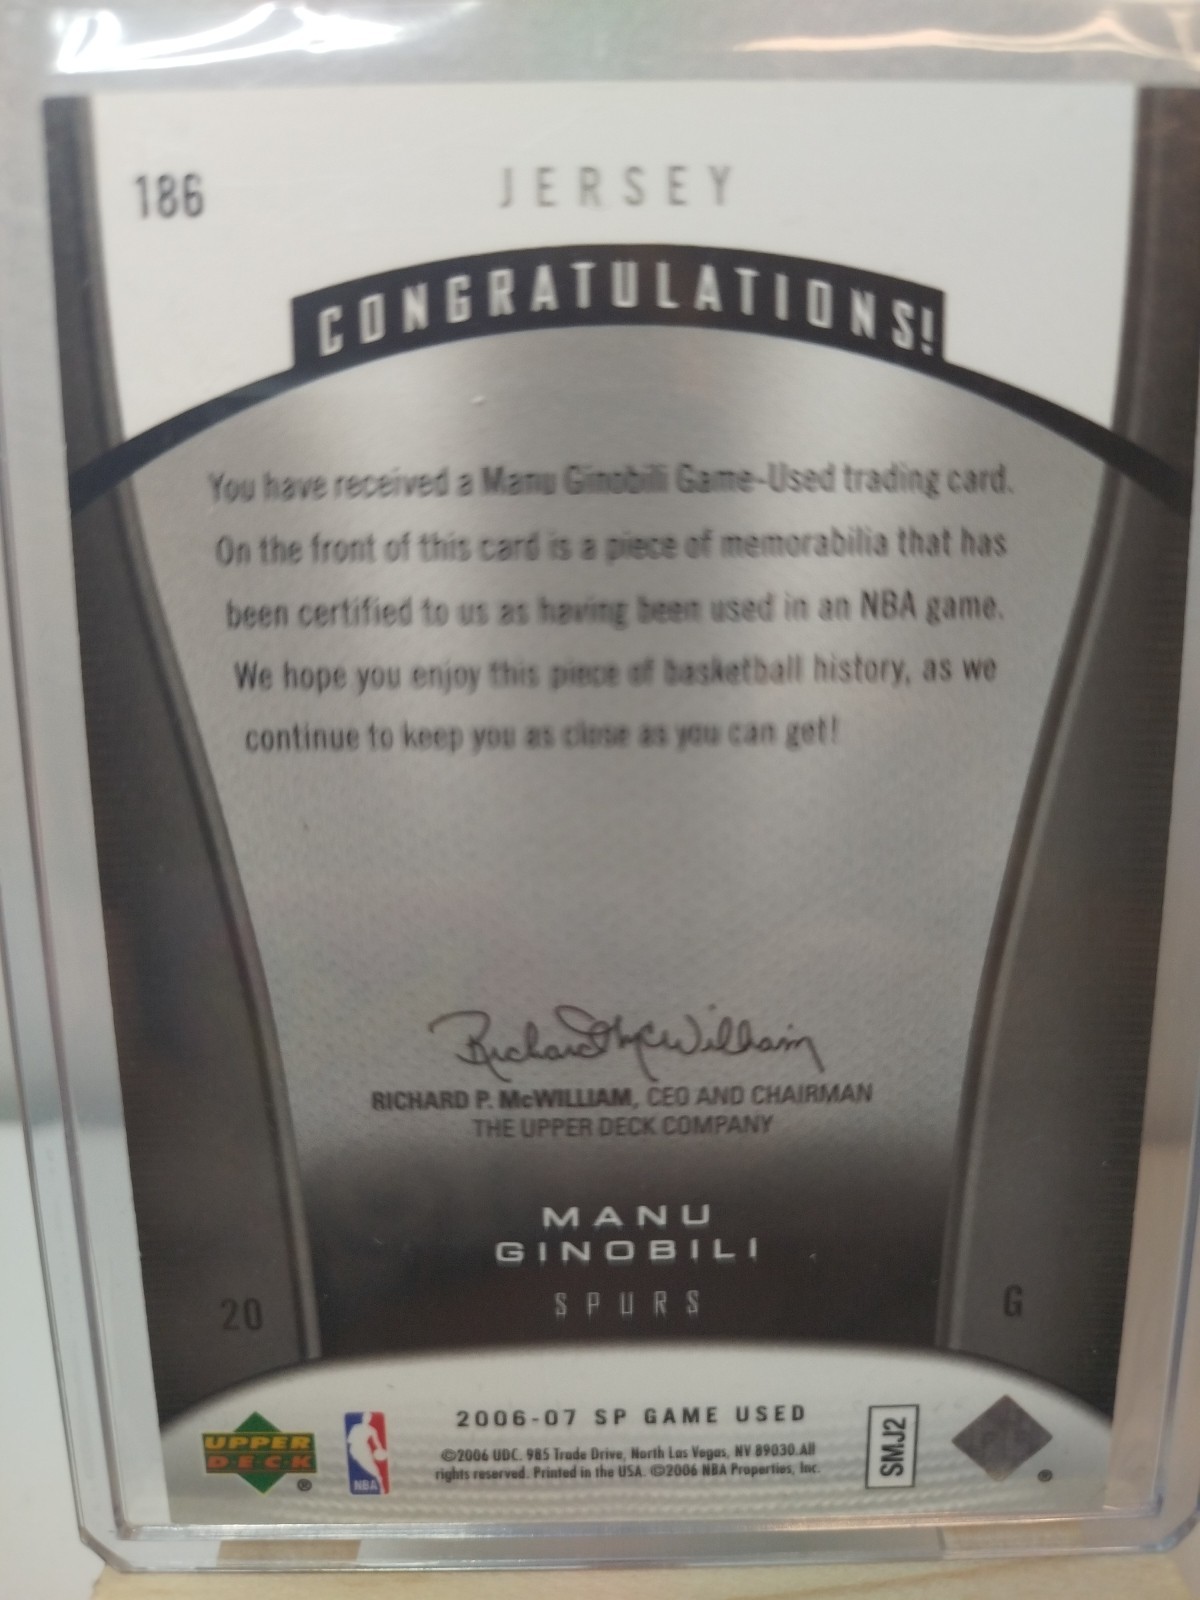 186
JERSEY
CONGRATULATIONS!
You have received a Manu Ginobili Game-Used trading card.
On the front of this card is a piece of memorabilia that has
been certified to us as having been used in an NBA game.
We hope you enjoy this piece of basketball history, as we
continue to keep you as close as you can get!
Richard McWilliam
RICHARD P. McWILLIAM, CEO AND CHAIRMAN
THE UPPER DECK COMPANY
MANU
GINOBILI
SPURS
20
G
UPPER
DECK
®
NBA
2006-07 SP GAME USED
©2006 UDC. 985 Trade Drive, North Las Vegas, NV 89030. All
rights reserved. Printed in the USA. ©2006 NBA Properties, Inc.
SMJ2
®